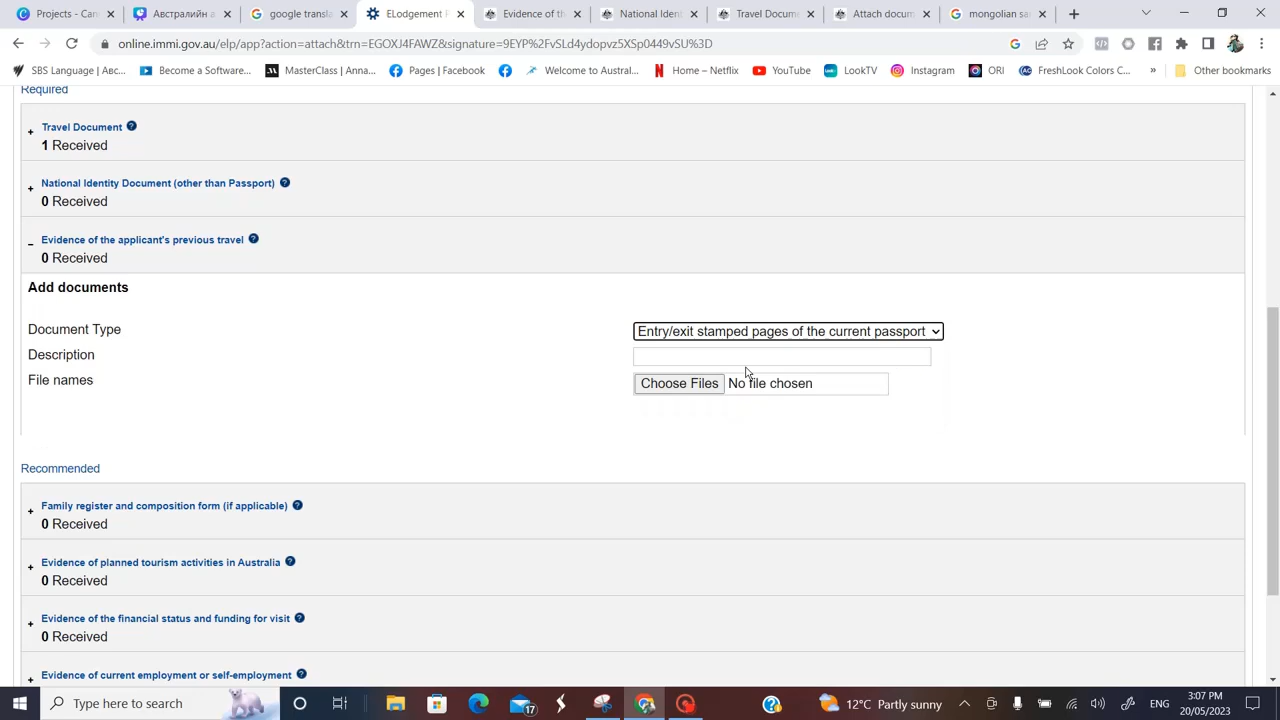 Projects - Can
Австралийн а
google transla
ELodgement F
Evidence of the
National Identi
Travel Docume
Attach docum
mongolian sa
online.immi.gov.au/elp/app?action=attach&trn=EGOXJ4FAWZ&signature=9EYP%2FvSLd4ydopvz5XSp0449vSU%3D
SBS Language | Авс...
Become a Software...
MasterClass | Anna...
Pages | Facebook
Welcome to Austral...
Home – Netflix
YouTube
LookTV
Instagram
ORI
FreshLook Colors C...
»
Other bookmarks
Required
Travel Document
1 Received
National Identity Document (other than Passport)
0 Received
Evidence of the applicant's previous travel
0 Received
Add documents
Document Type
Entry/exit stamped pages of the current passport
Description
File names
Choose Files No file chosen
Recommended
Family register and composition form (if applicable)
0 Received
Evidence of planned tourism activities in Australia
0 Received
Evidence of the financial status and funding for visit
0 Received
Evidence of current employment or self-employment
Type here to search
17
12°C Partly sunny
ENG
3:07 PM
20/05/2023